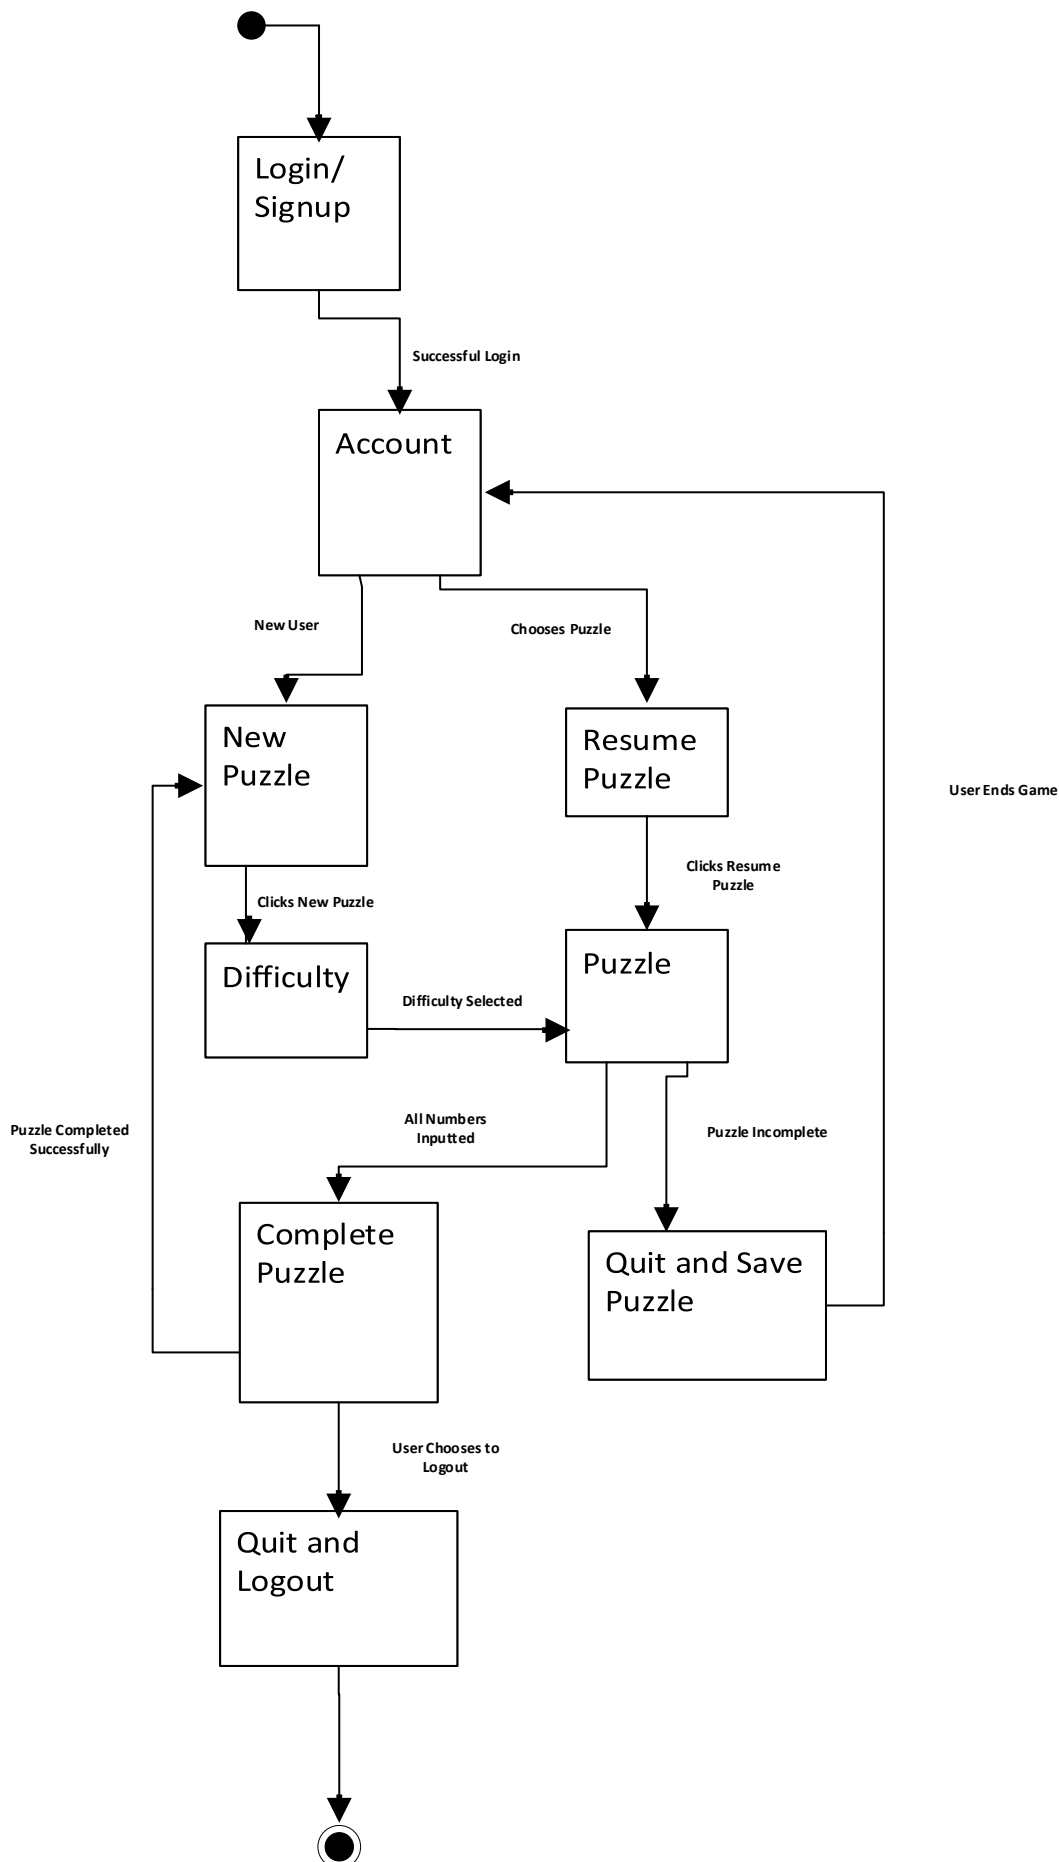 Login/
Signup
Successful Login
Account
New User
Chooses Puzzle
New
Puzzle
Resume
Puzzle
User Ends Game
Clicks Resume
Puzzle
Clicks New Puzzle
Difficulty
Puzzle
Difficulty Selected
All Numbers
Inputted
Puzzle Completed
Successfully
Puzzle Incomplete
Complete
Puzzle
Quit and Save
Puzzle
User Chooses to
Logout
Quit and
Logout